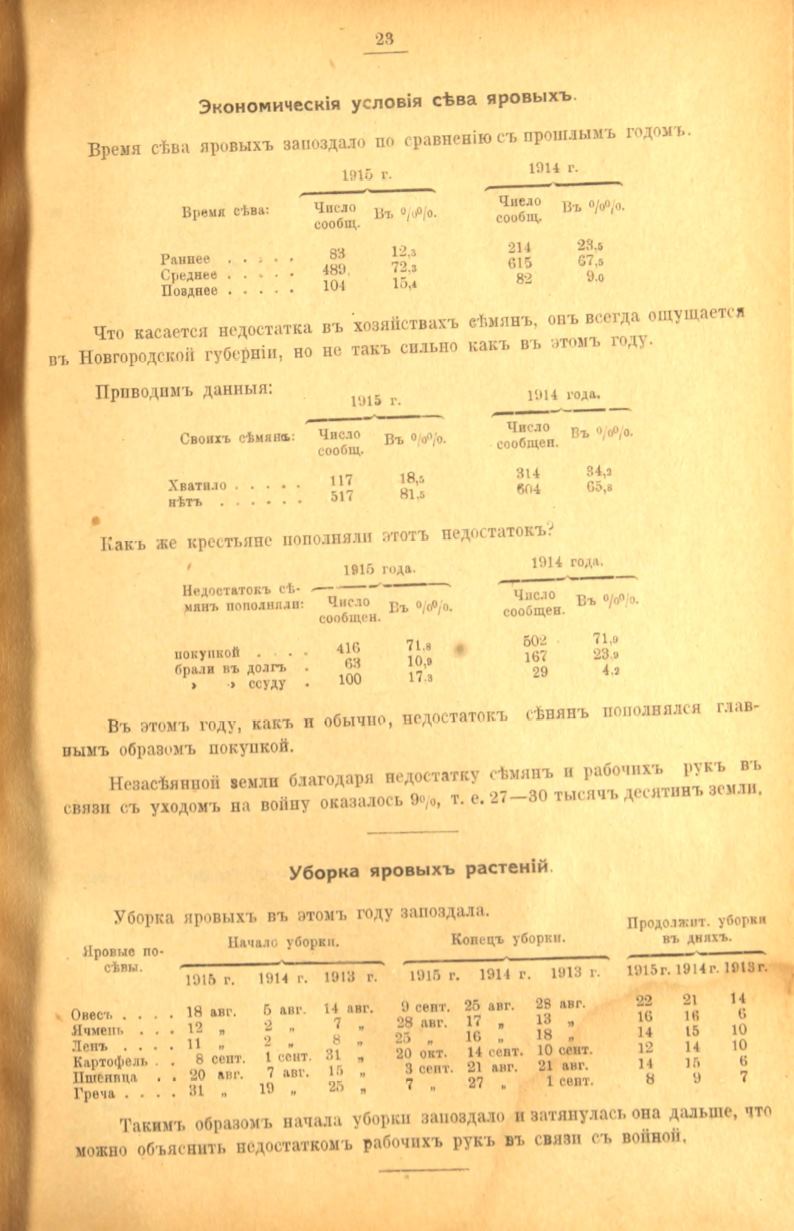 23
Экономическія условія сѣва яровыхъ.
Время сѣва яровыхъ запоздало по сравненію съ прошлымъ годомъ.
1915 г. 1914 г.
Время сѣва: Число сообщ. Въ %%. Число сообщ. Въ %%.
Раннее . . . . . 83 12,3 214 23,5
Среднее . . . . . 489 72,3 615 67,5
Позднее . . . . . 104 15,4 82 9.0
Что касается недостатка въ хозяйствахъ сѣмянъ, онъ всегда ощущается
въ Новгородской губерніи, но не такъ сильно какъ въ этомъ году.
Приводимъ данныя:
1915 г. 1914 года.
Своихъ сѣмянъ: Число сообщ. Въ %%. Число сообщен. Въ %%.
Хватило . . . . . 117 18,5 314 34,2
нѣтъ . . . . . . 517 81.5 604 65,8
Какъ же крестьяне пополняли этотъ недостатокъ?
1915 года. 1914 года.
Недостатокъ сѣ-
мянъ пополняли: Число сообщен. Въ %%. Число сообщен. Въ %%.
покупкой . . . . 416 71.8 502 71,9
брали въ долгъ . 63 10,9 167 23.9
» » ссуду . 100 17.3 29 4.2
Въ этомъ году, какъ и обычно, недостатокъ сѣнянъ пополнялся глав-
нымъ образомъ покупкой.
Незасѣянной земли благодаря недостатку сѣмянъ и рабочихъ рукъ въ
связи съ уходомъ на войну оказалось 9%, т. е. 27—30 тысячъ десятинъ земли.
Уборка яровыхъ растеній.
Уборка яровыхъ въ этомъ году запоздала.
Яровые по-
сѣвы. Начало уборки. Конецъ уборки. Продолжит. уборки
въ дняхъ.
1915 г. 1914 г. 1913 г. 1915 г. 1914 г. 1913 г. 1915 г. 1914 г. 1913 г.
Овесъ . . . . 18 авг. 5 авг. 14 авг. 9 сент. 25 авг. 28 авг. 22 21 14
Ячмень . . . 12 „ 2 „ 7 „ 28 авг. 17 „ 13 „ 16 16 6
Ленъ . . . . 11 „ 2 „ 8 „ 25 „ 16 „ 18 „ 14 15 10
Картофель . . 8 сент. 1 сент. 31 „ 20 окт. 14 сент. 10 сент. 12 14 10
Пшеница . . 20 авг. 7 авг. 15 „ 3 сент. 21 авг. 21 авг. 14 15 6
Греча . . . . 31 „ 19 „ 25 „ 7 „ 27 „ 1 сент. 8 9 7
Такимъ образомъ начала уборки запоздало и затянулась она дальше, что
можно объяснить недостаткомъ рабочихъ рукъ въ связи съ войной.